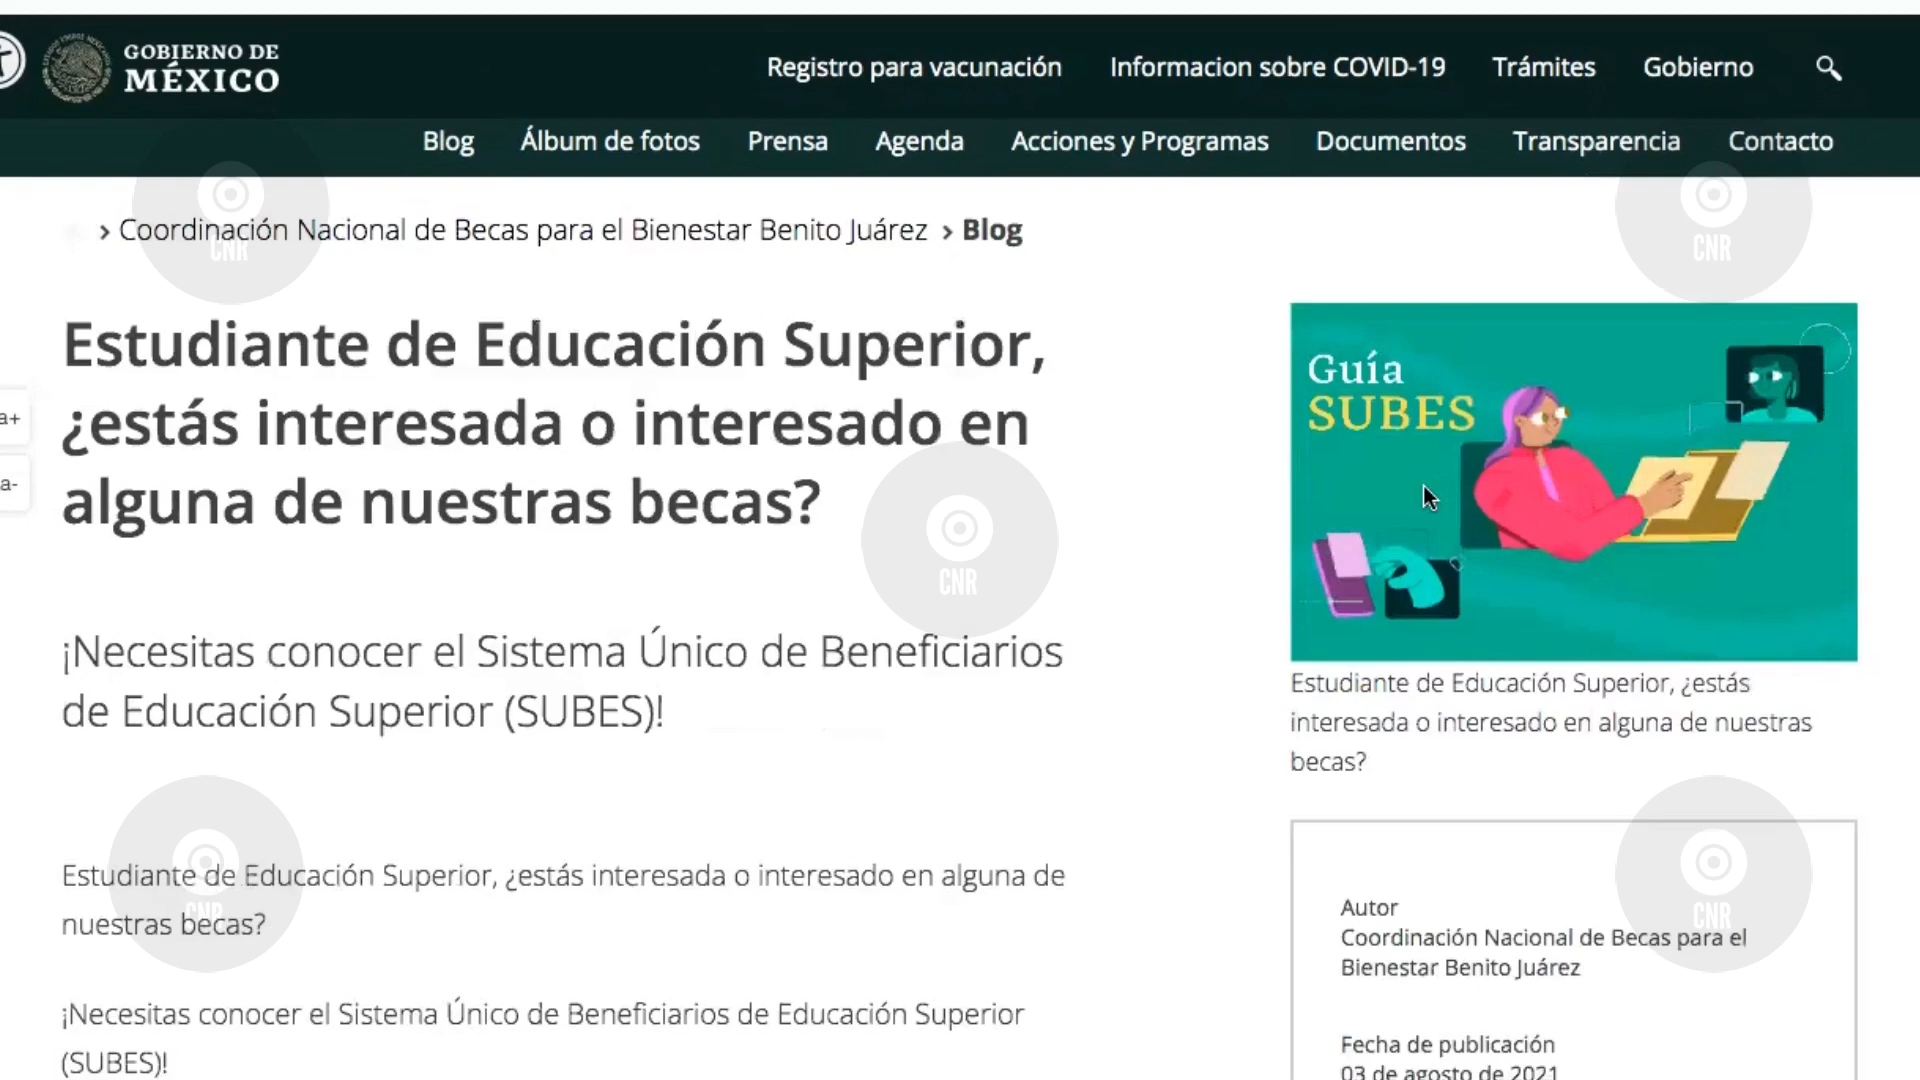 GOBIERNO DE
MÉXICO
Registro para vacunación Informacion sobre COVID-19 Trámites Gobierno
Blog Álbum de fotos Prensa Agenda Acciones y Programas Documentos Transparencia Contacto
› Coordinación Nacional de Becas para el Bienestar Benito Juárez › Blog
CNR
CNR
Estudiante de Educación Superior,
¿estás interesada o interesado en
alguna de nuestras becas?
a+
a-
CNR
¡Necesitas conocer el Sistema Único de Beneficiarios
de Educación Superior (SUBES)!
Estudiante de Educación Superior, ¿estás interesada o interesado en alguna de
nuestras becas?
CNR
¡Necesitas conocer el Sistema Único de Beneficiarios de Educación Superior
(SUBES)!
Guía
SUBES
Estudiante de Educación Superior, ¿estás
interesada o interesado en alguna de nuestras
becas?
CNR
Autor
Coordinación Nacional de Becas para el
Bienestar Benito Juárez
Fecha de publicación
03 de agosto de 2021